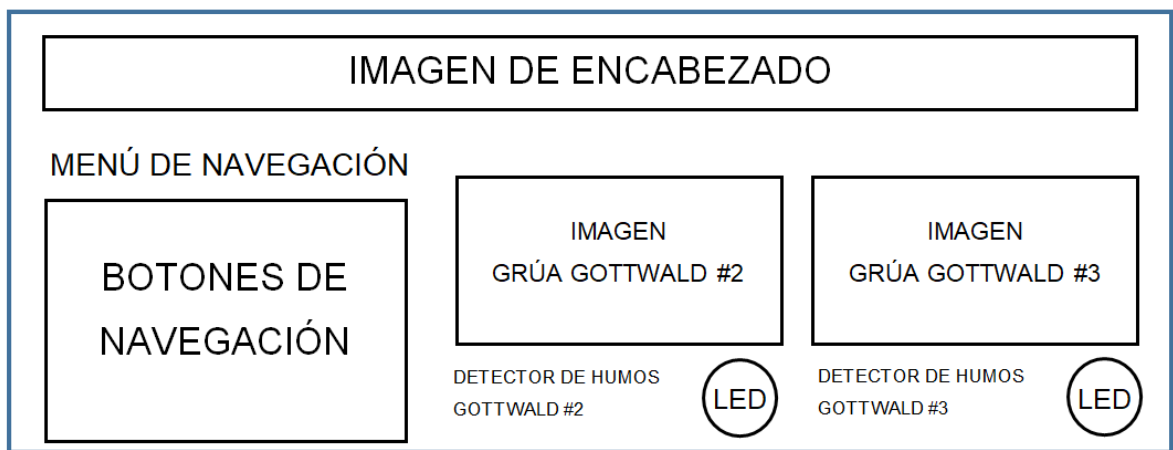 IMAGEN DE ENCABEZADO
MENÚ DE NAVEGACIÓN
BOTONES DE
NAVEGACIÓN
IMAGEN
GRÚA GOTTWALD #2
DETECTOR DE HUMOS
GOTTWALD #2
LED
IMAGEN
GRÚA GOTTWALD #3
DETECTOR DE HUMOS
GOTTWALD #3
LED